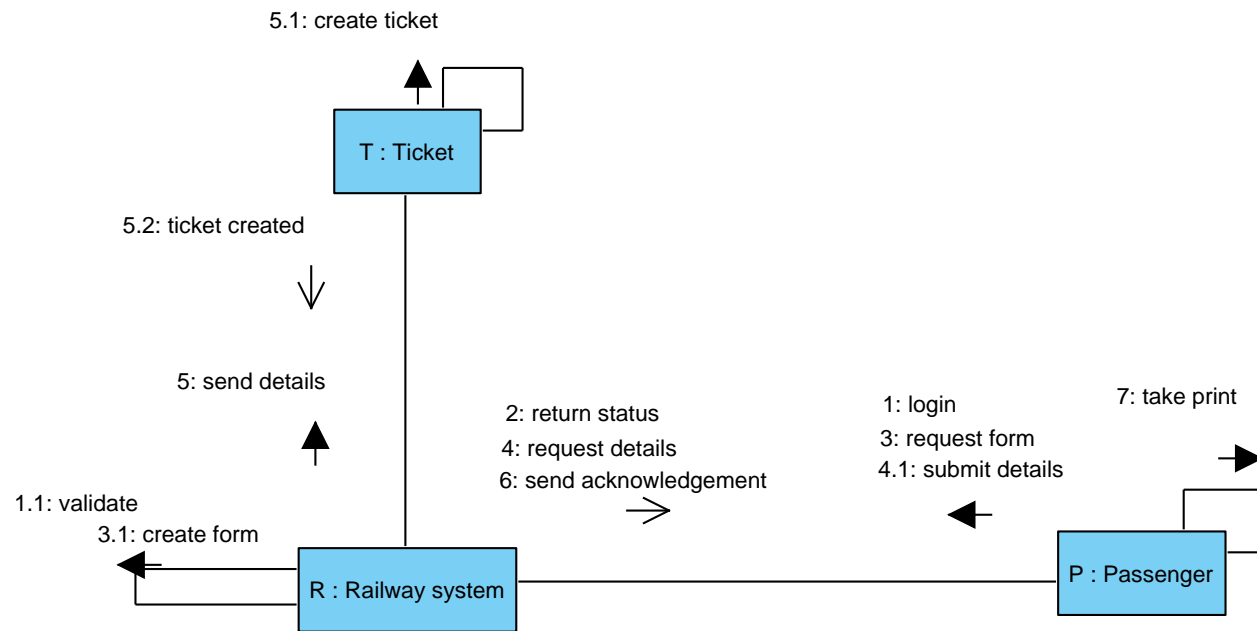 5.1: create ticket
T : Ticket
5.2: ticket created
5: send details
2: return status
4: request details
6: send acknowledgement
1: login
3: request form
4.1: submit details
7: take print
1.1: validate
3.1: create form
R : Railway system
P : Passenger